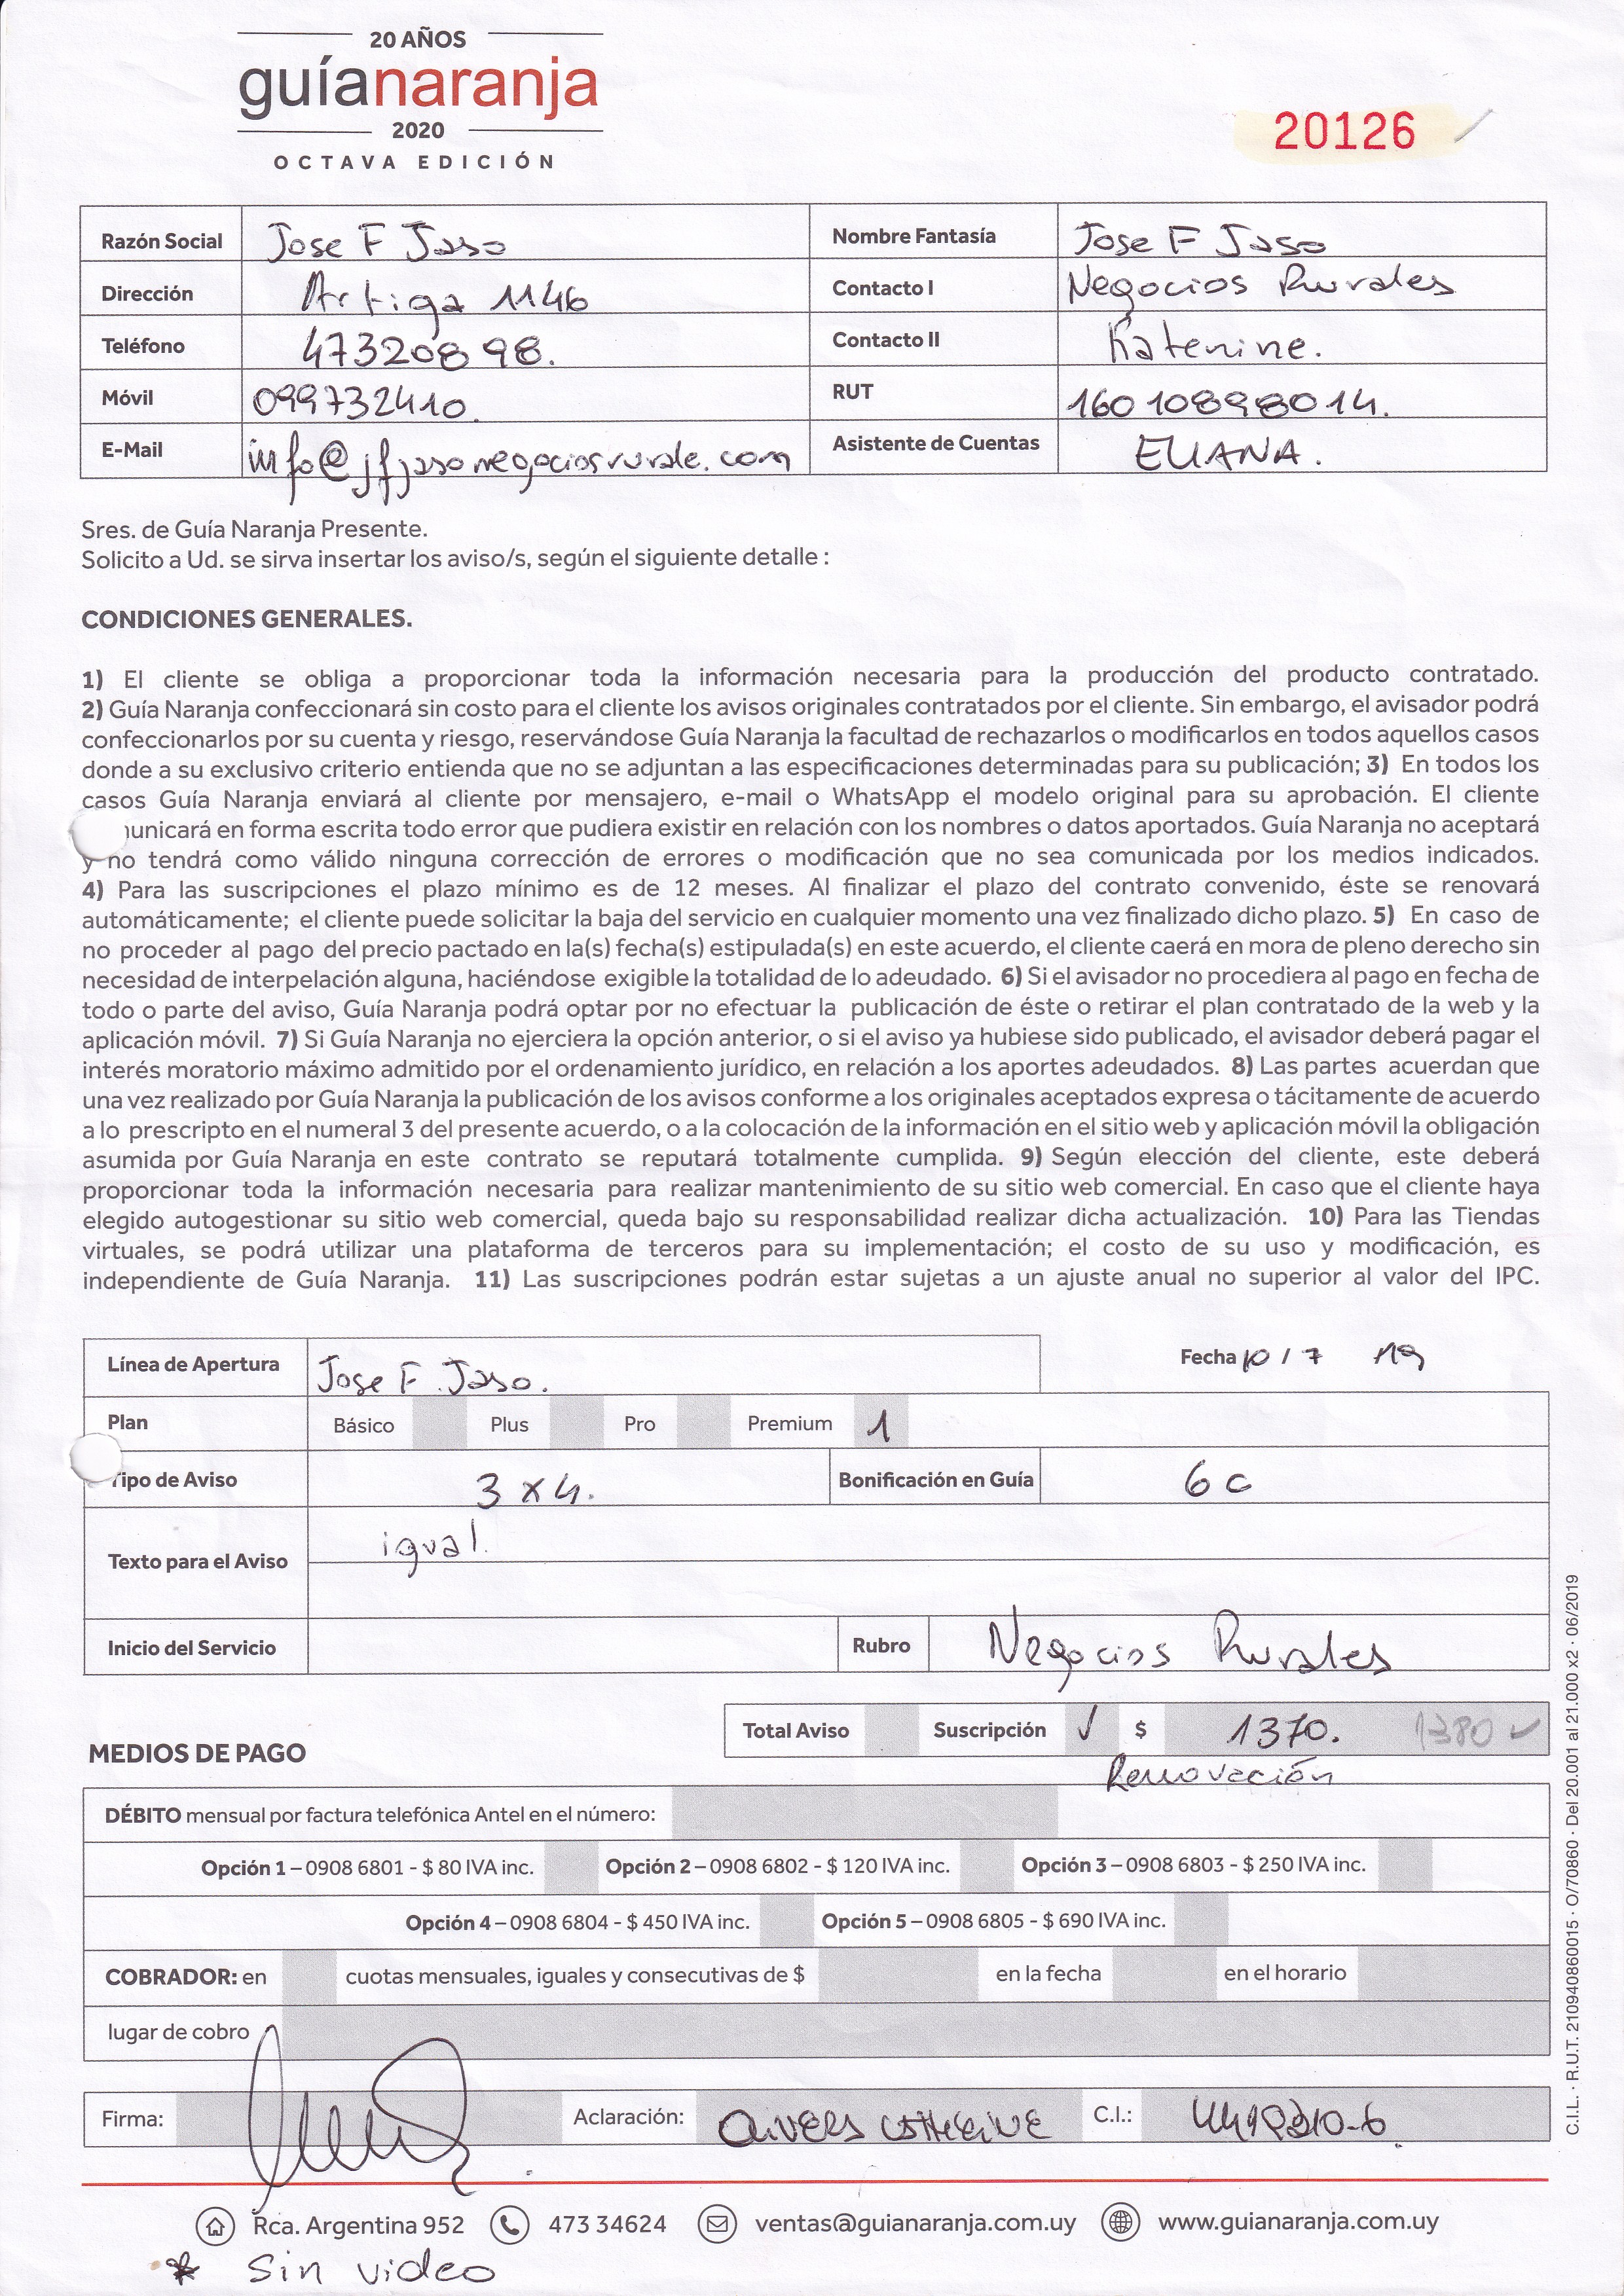 20 AÑOS
guíanaranja
2020
OCTAVA EDICIÓN
20126
Razón Social Jose F Jaso Nombre Fantasía Jose F Jaso
Dirección Artiga 1146 Contacto I Negocios Rurales
Teléfono 47320898. Contacto II Katerine.
Móvil 099732410. RUT 160108980014.
E-Mail info@jfjasonegociosrurale.com Asistente de Cuentas ELIANA.
Sres. de Guía Naranja Presente.
Solicito a Ud. se sirva insertar los aviso/s, según el siguiente detalle :
CONDICIONES GENERALES.
1) El cliente se obliga a proporcionar toda la información necesaria para la producción del producto contratado.
2) Guía Naranja confeccionará sin costo para el cliente los avisos originales contratados por el cliente. Sin embargo, el avisador podrá
confeccionarlos por su cuenta y riesgo, reservándose Guía Naranja la facultad de rechazarlos o modificarlos en todos aquellos casos
donde a su exclusivo criterio entienda que no se adjuntan a las especificaciones determinadas para su publicación; 3) En todos los
casos Guía Naranja enviará al cliente por mensajero, e-mail o WhatsApp el modelo original para su aprobación. El cliente
unicará en forma escrita todo error que pudiera existir en relación con los nombres o datos aportados. Guía Naranja no aceptará
y no tendrá como válido ninguna corrección de errores o modificación que no sea comunicada por los medios indicados.
4) Para las suscripciones el plazo mínimo es de 12 meses. Al finalizar el plazo del contrato convenido, éste se renovará
automáticamente; el cliente puede solicitar la baja del servicio en cualquier momento una vez finalizado dicho plazo. 5) En caso de
no proceder al pago del precio pactado en la(s) fecha(s) estipulada(s) en este acuerdo, el cliente caerá en mora de pleno derecho sin
necesidad de interpelación alguna, haciéndose exigible la totalidad de lo adeudado. 6) Si el avisador no procediera al pago en fecha de
todo o parte del aviso, Guía Naranja podrá optar por no efectuar la publicación de éste o retirar el plan contratado de la web y la
aplicación móvil. 7) Si Guía Naranja no ejerciera la opción anterior, o si el aviso ya hubiese sido publicado, el avisador deberá pagar el
interés moratorio máximo admitido por el ordenamiento jurídico, en relación a los aportes adeudados. 8) Las partes acuerdan que
una vez realizado por Guía Naranja la publicación de los avisos conforme a los originales aceptados expresa o tácitamente de acuerdo
a lo prescripto en el numeral 3 del presente acuerdo, o a la colocación de la información en el sitio web y aplicación móvil la obligación
asumida por Guía Naranja en este contrato se reputará totalmente cumplida. 9) Según elección del cliente, este deberá
proporcionar toda la información necesaria para realizar mantenimiento de su sitio web comercial. En caso que el cliente haya
elegido autogestionar su sitio web comercial, queda bajo su responsabilidad realizar dicha actualización. 10) Para las Tiendas
virtuales, se podrá utilizar una plataforma de terceros para su implementación; el costo de su uso y modificación, es
independiente de Guía Naranja. 11) Las suscripciones podrán estar sujetas a un ajuste anual no superior al valor del IPC.
Línea de Apertura Jose F. Jaso. Fecha 10 / 7 19
Plan Básico Plus Pro Premium 1
Tipo de Aviso 3 x 4. Bonificación en Guía 6 c
Texto para el Aviso igual.
Inicio del Servicio Rubro Negocios Rurales
Total Aviso Suscripción ✓ $ 1370. 1380 ✓
Renovación
MEDIOS DE PAGO
DÉBITO mensual por factura telefónica Antel en el número:
Opción 1 – 0908 6801 - $ 80 IVA inc. Opción 2 – 0908 6802 - $ 120 IVA inc. Opción 3 – 0908 6803 - $ 250 IVA inc.
Opción 4 – 0908 6804 - $ 450 IVA inc. Opción 5 – 0908 6805 - $ 690 IVA inc.
COBRADOR: en cuotas mensuales, iguales y consecutivas de $ en la fecha en el horario
lugar de cobro
Firma: Aclaración: C.I.:
Rca. Argentina 952 473 34624 ventas@guianaranja.com.uy www.guianaranja.com.uy
* Sin video
C.I.L. · R.U.T. 210940860015 · O/70860 · Del 20.001 al 21.000 x2 · 06/2019